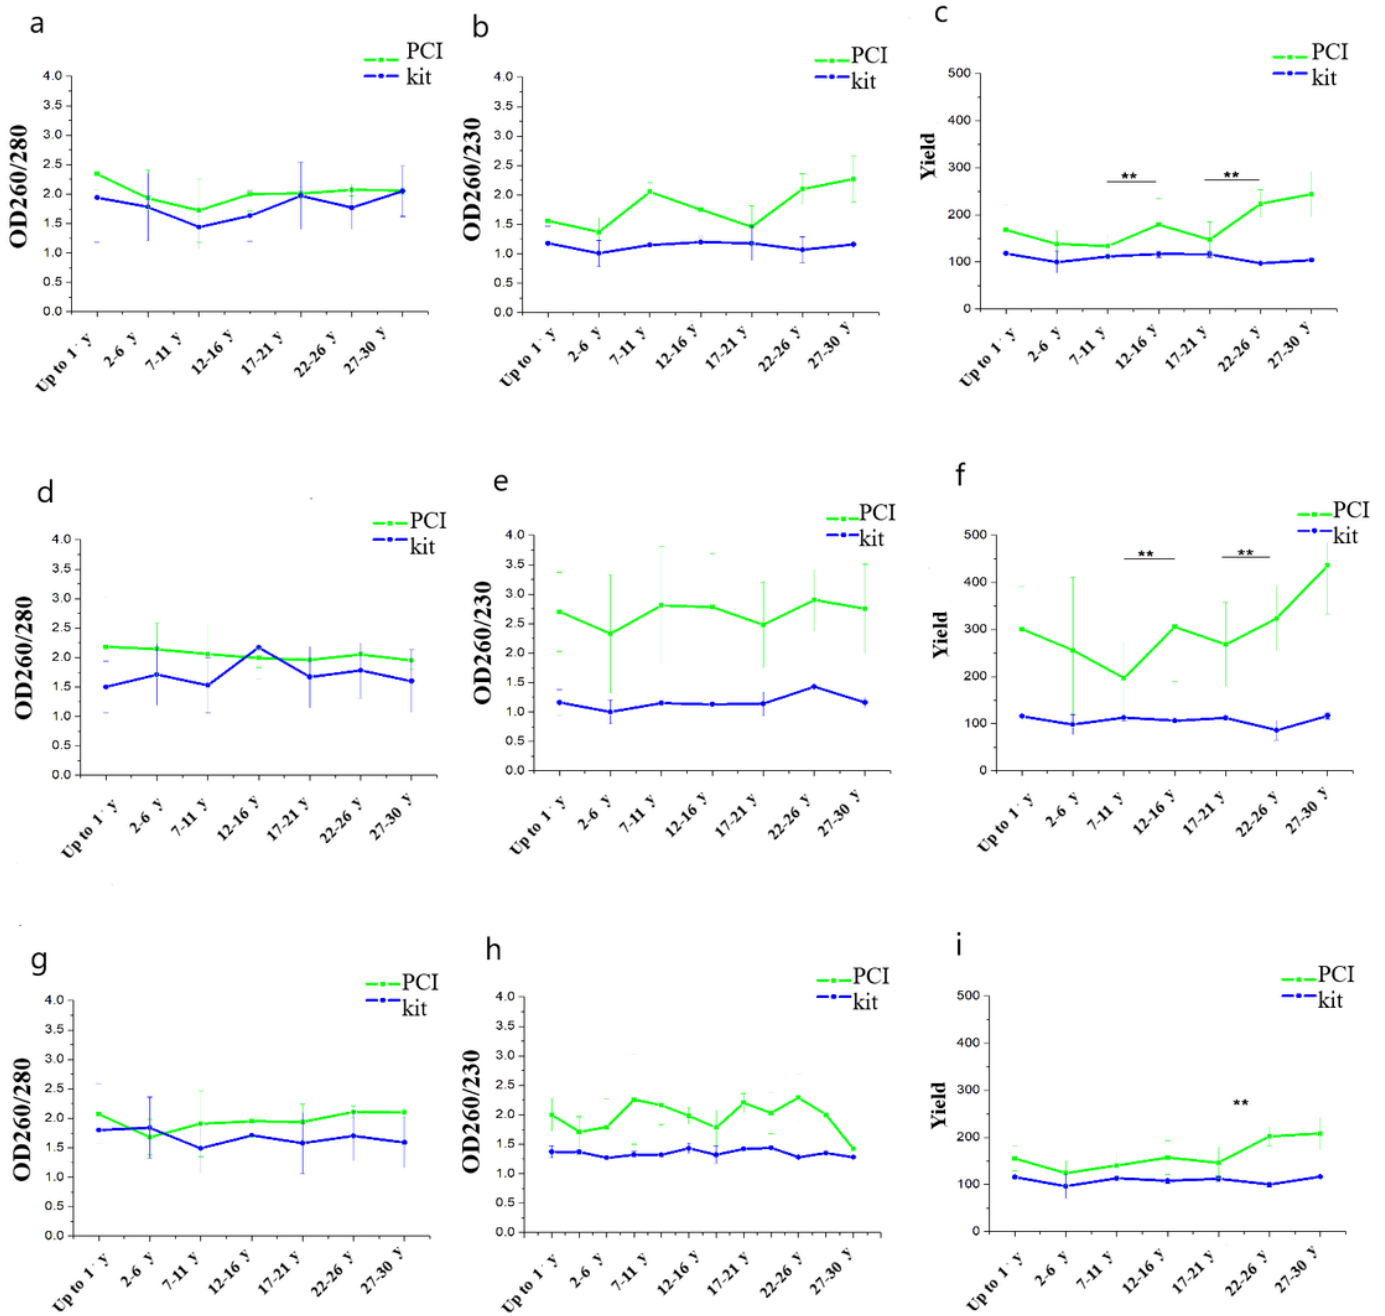 a
PCI
kit
OD260/280
4.0
3.5
3.0
2.5
2.0
1.5
1.0
0.5
0.0
Up to 1 y
2-6 y
7-11 y
12-16 y
17-21 y
22-26 y
27-30 y
b
PCI
kit
OD260/230
4.0
3.5
3.0
2.5
2.0
1.5
1.0
0.5
0.0
Up to 1 y
2-6 y
7-11 y
12-16 y
17-21 y
22-26 y
27-30 y
c
PCI
kit
Yield
500
400
300
200
100
0
**
**
Up to 1 y
2-6 y
7-11 y
12-16 y
17-21 y
22-26 y
27-30 y
d
PCI
kit
OD260/280
4.0
3.5
3.0
2.5
2.0
1.5
1.0
0.5
0.0
Up to 1 y
2-6 y
7-11 y
12-16 y
17-21 y
22-26 y
27-30 y
e
PCI
kit
OD260/230
4.0
3.5
3.0
2.5
2.0
1.5
1.0
0.5
0.0
Up to 1 y
2-6 y
7-11 y
12-16 y
17-21 y
22-26 y
27-30 y
f
PCI
kit
Yield
500
400
300
200
100
0
**
**
Up to 1 y
2-6 y
7-11 y
12-16 y
17-21 y
22-26 y
27-30 y
g
PCI
kit
OD260/280
4.0
3.5
3.0
2.5
2.0
1.5
1.0
0.5
0.0
Up to 1 y
2-6 y
7-11 y
12-16 y
17-21 y
22-26 y
27-30 y
h
PCI
kit
OD260/230
4.0
3.5
3.0
2.5
2.0
1.5
1.0
0.5
0.0
Up to 1 y
2-6 y
7-11 y
12-16 y
17-21 y
22-26 y
27-30 y
i
PCI
kit
Yield
500
400
300
200
100
0
**
Up to 1 y
2-6 y
7-11 y
12-16 y
17-21 y
22-26 y
27-30 y